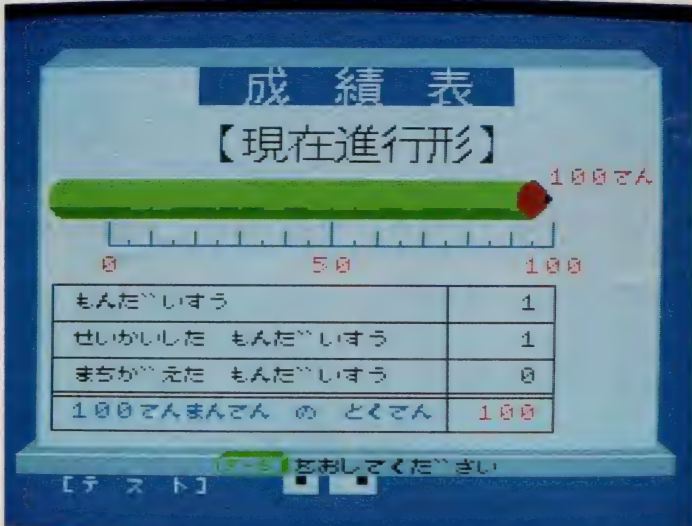 成績表
【現在進行形】
100てん
0 50 100
もんだいすう 1
せいかいした もんだいすう 1
まちがえた もんだいすう 0
100てんまんてん の とくてん 100
をおしてください
[テスト]